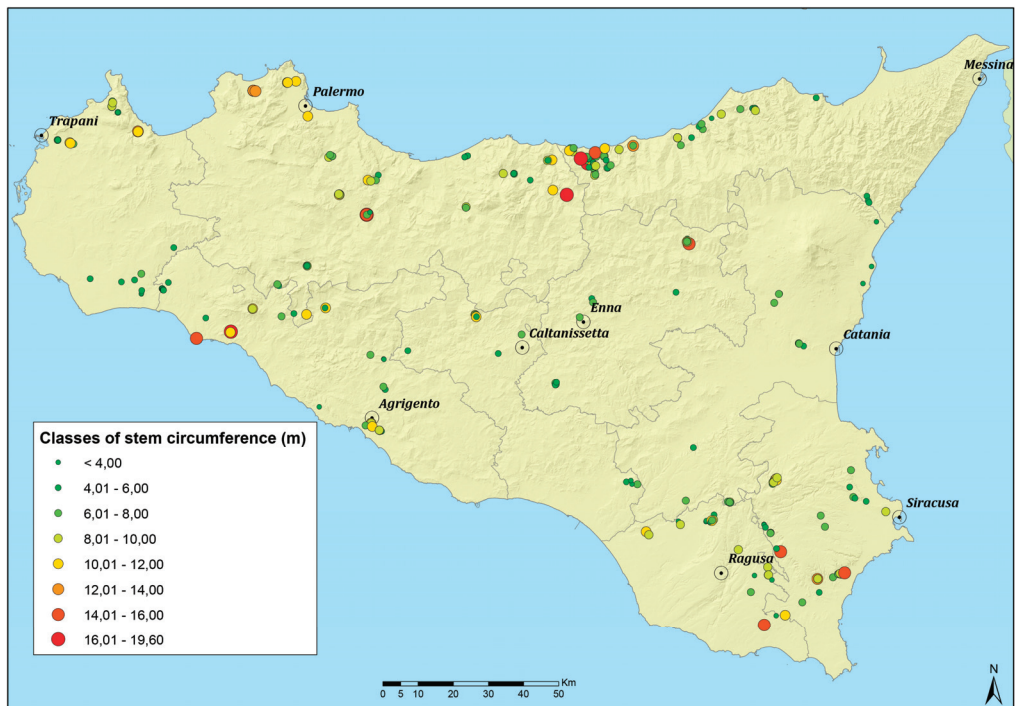 Messina
Palermo
Trapani
Enna
Caltanissetta
Catania
Agrigento
Classes of stem circumference (m)
< 4,00
4,01 - 6,00
6,01 - 8,00
8,01 - 10,00
10,01 - 12,00
12,01 - 14,00
14,01 - 16,00
16,01 - 19,60
Siracusa
Ragusa
N
Km
0 5 10 20 30 40 50